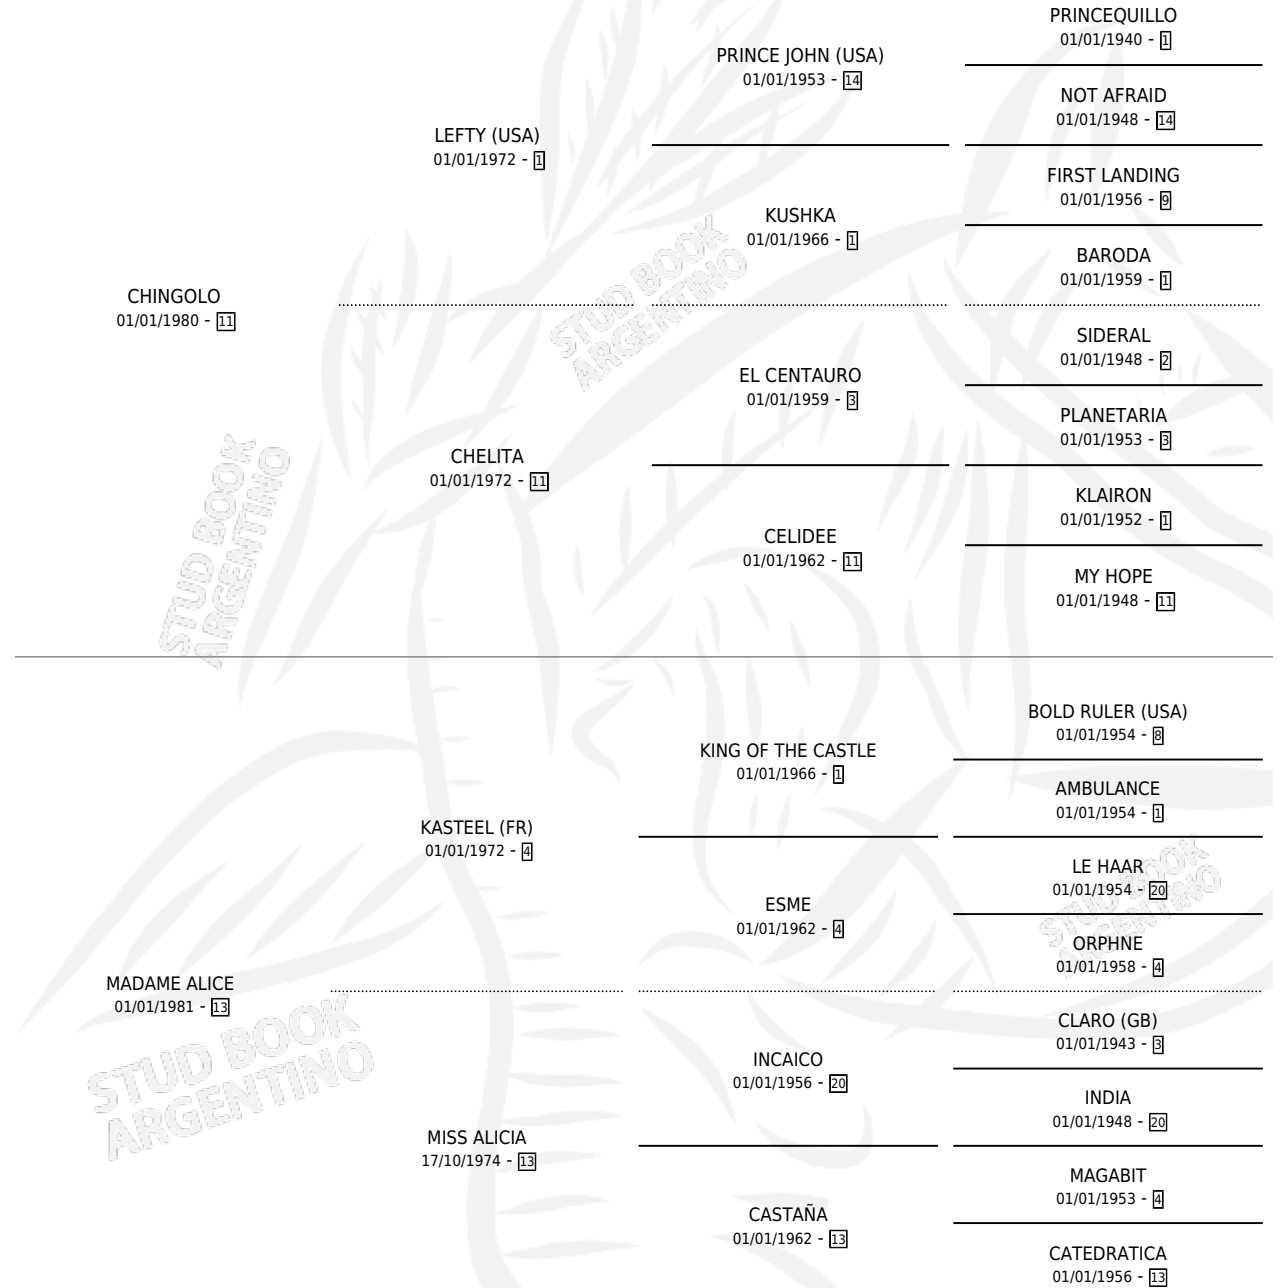 PRINCEQUILLO
01/01/1940 - 1
PRINCE JOHN (USA)
01/01/1953 - 14
NOT AFRAID
01/01/1948 - 14
LEFTY (USA)
01/01/1972 - 1
FIRST LANDING
01/01/1956 - 9
KUSHKA
01/01/1966 - 1
BARODA
01/01/1959 - 1
CHINGOLO
01/01/1980 - 11
STUD BOOK
ARGENTINO
SIDERAL
01/01/1948 - 2
EL CENTAURO
01/01/1959 - 3
PLANETARIA
01/01/1953 - 3
CHELITA
01/01/1972 - 11
KLAIRON
01/01/1952 - 1
CELIDEE
01/01/1962 - 11
MY HOPE
01/01/1948 - 11
STUD BOOK
ARGENTINO
BOLD RULER (USA)
01/01/1954 - 8
KING OF THE CASTLE
01/01/1966 - 1
AMBULANCE
01/01/1954 - 1
KASTEEL (FR)
01/01/1972 - 4
LE HAAR
01/01/1954 - 20
ESME
01/01/1962 - 4
ORPHNE
01/01/1958 - 4
STUD BOOK
ARGENTINO
MADAME ALICE
01/01/1981 - 13
STUD BOOK
ARGENTINO
CLARO (GB)
01/01/1943 - 3
INCAICO
01/01/1956 - 20
INDIA
01/01/1948 - 20
MISS ALICIA
17/10/1974 - 13
MAGABIT
01/01/1953 - 4
CASTAÑA
01/01/1962 - 13
CATEDRATICA
01/01/1956 - 13